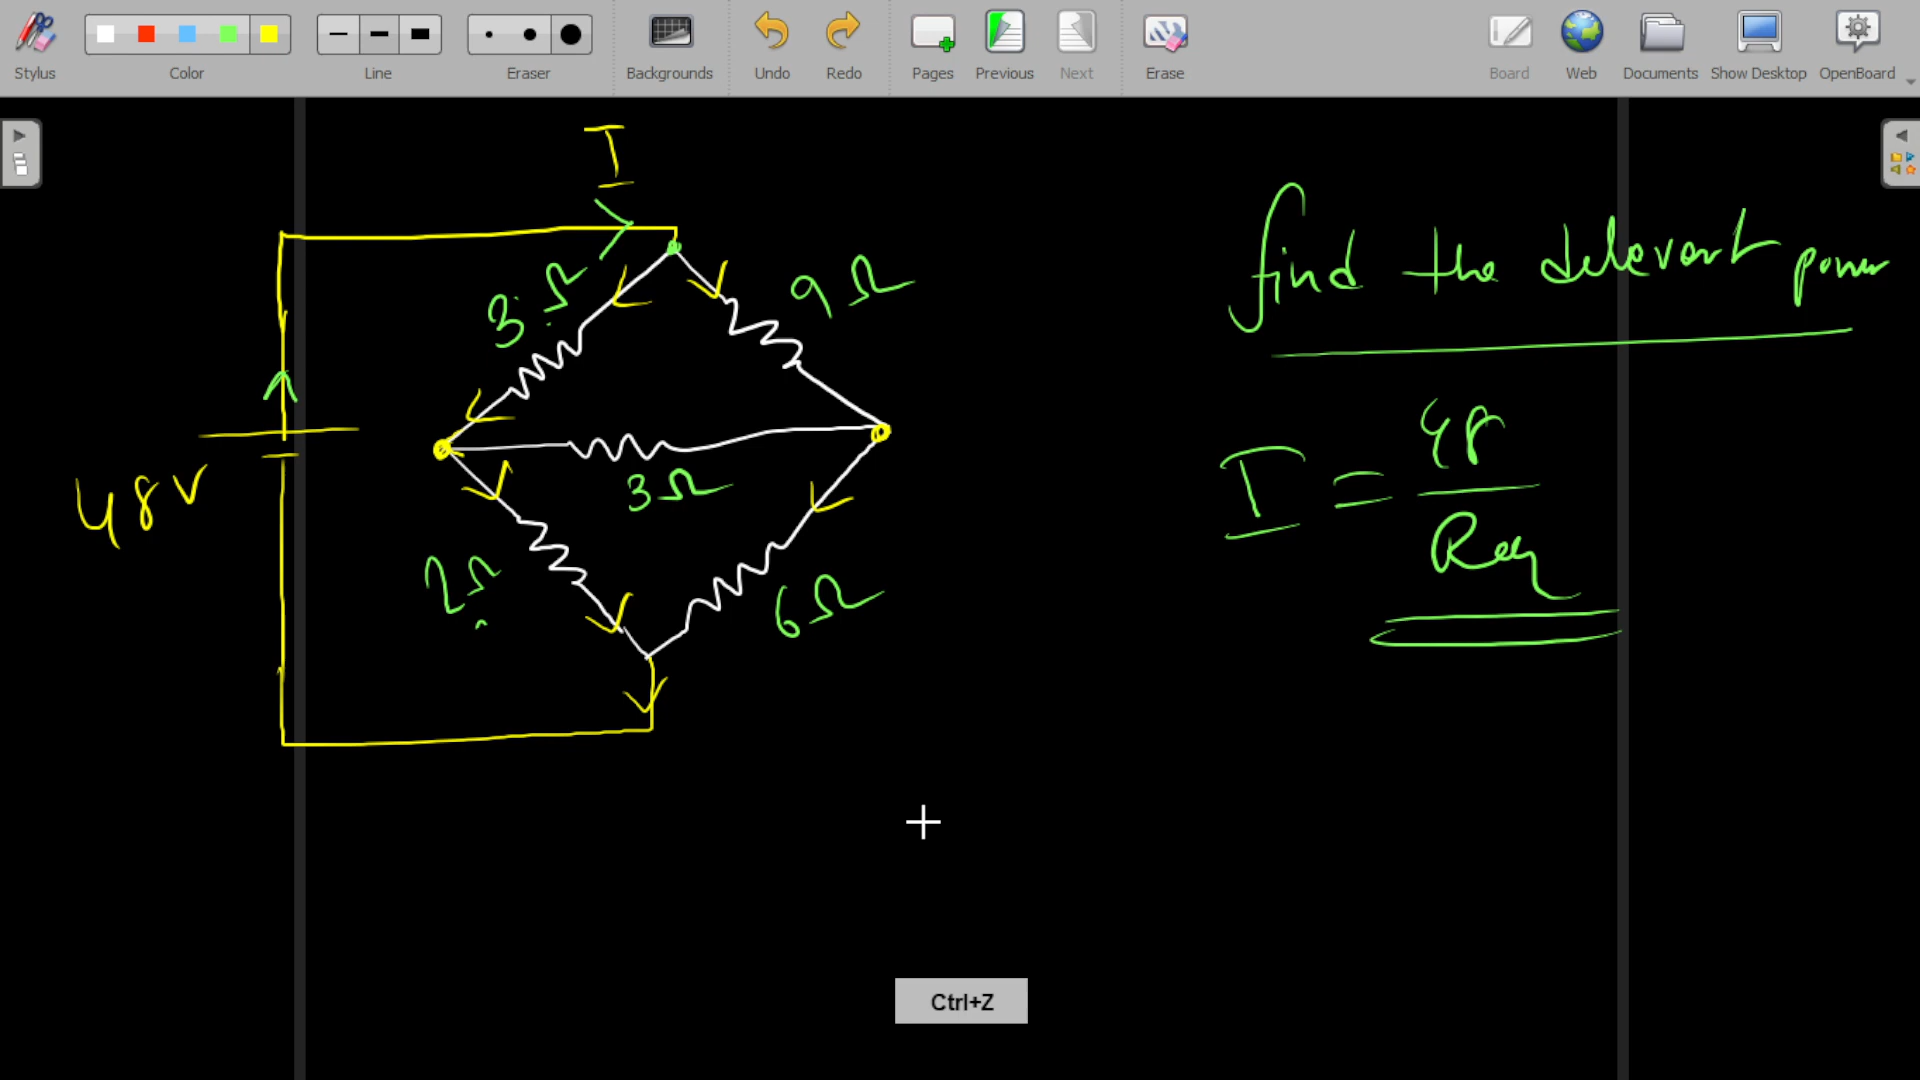 Stylus
Color
Line
Eraser
Backgrounds
Undo
Redo
Pages
Previous
Next
Erase
Board
Web
Documents
Show Desktop
OpenBoard
I
3Ω
9Ω
find the delevert power
48v
3Ω
I = 48 / Req
2Ω
6Ω
Ctrl+Z